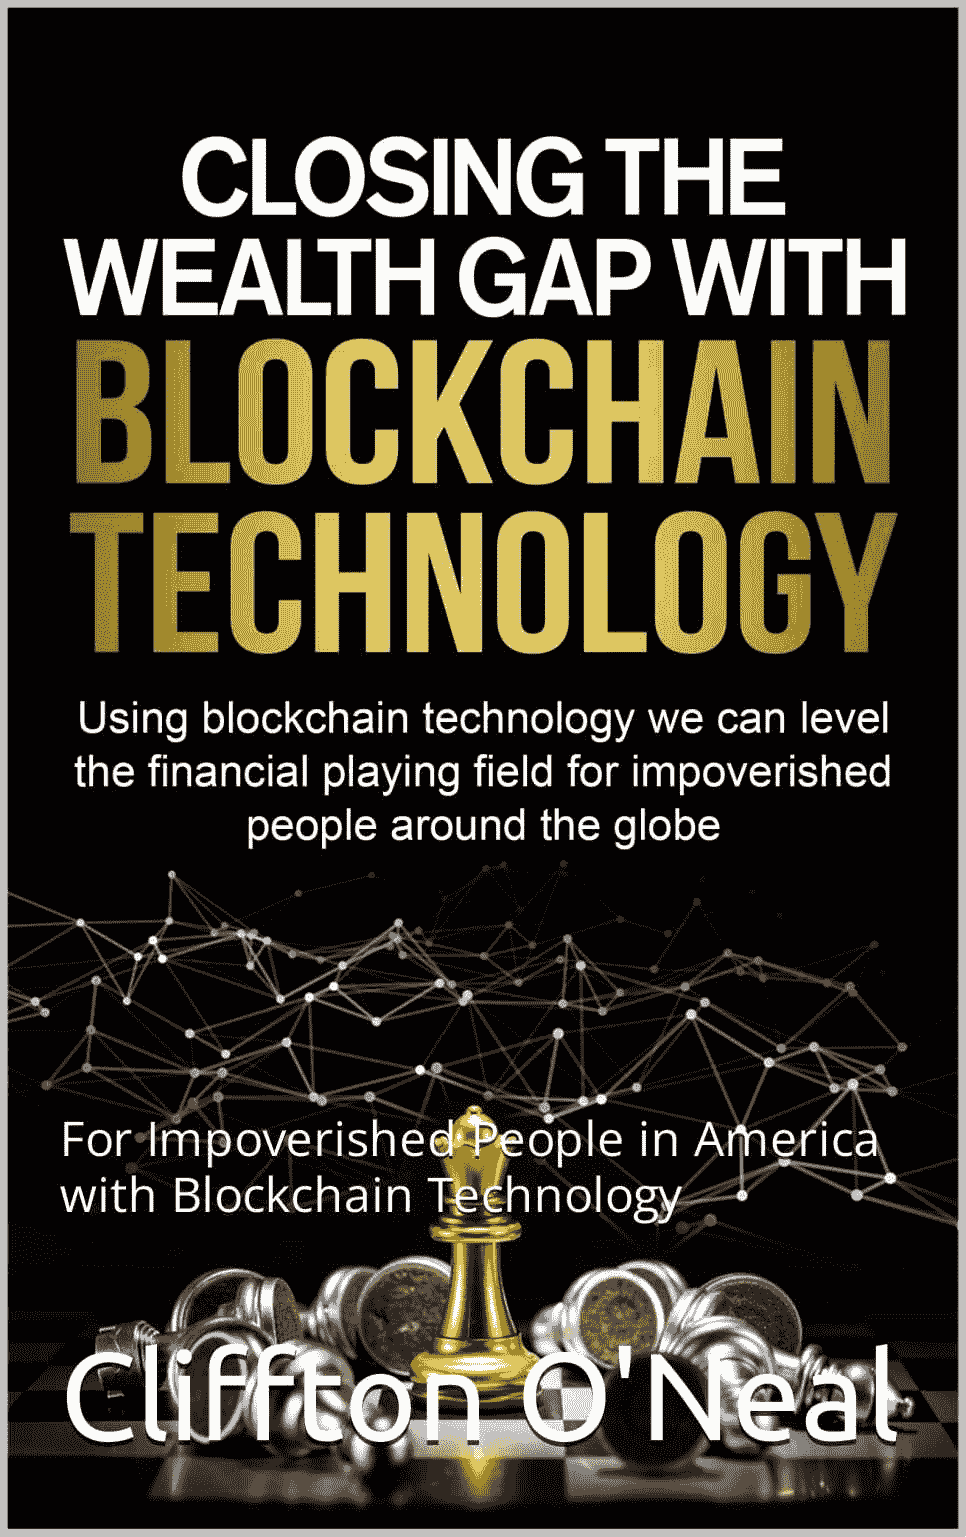 CLOSING THE
WEALTH GAP WITH
BLOCKCHAIN
TECHNOLOGY
Using blockchain technology we can level
the financial playing field for impoverished
people around the globe
For Impoverished People in America
with Blockchain Technology
Cliffton O'Neal